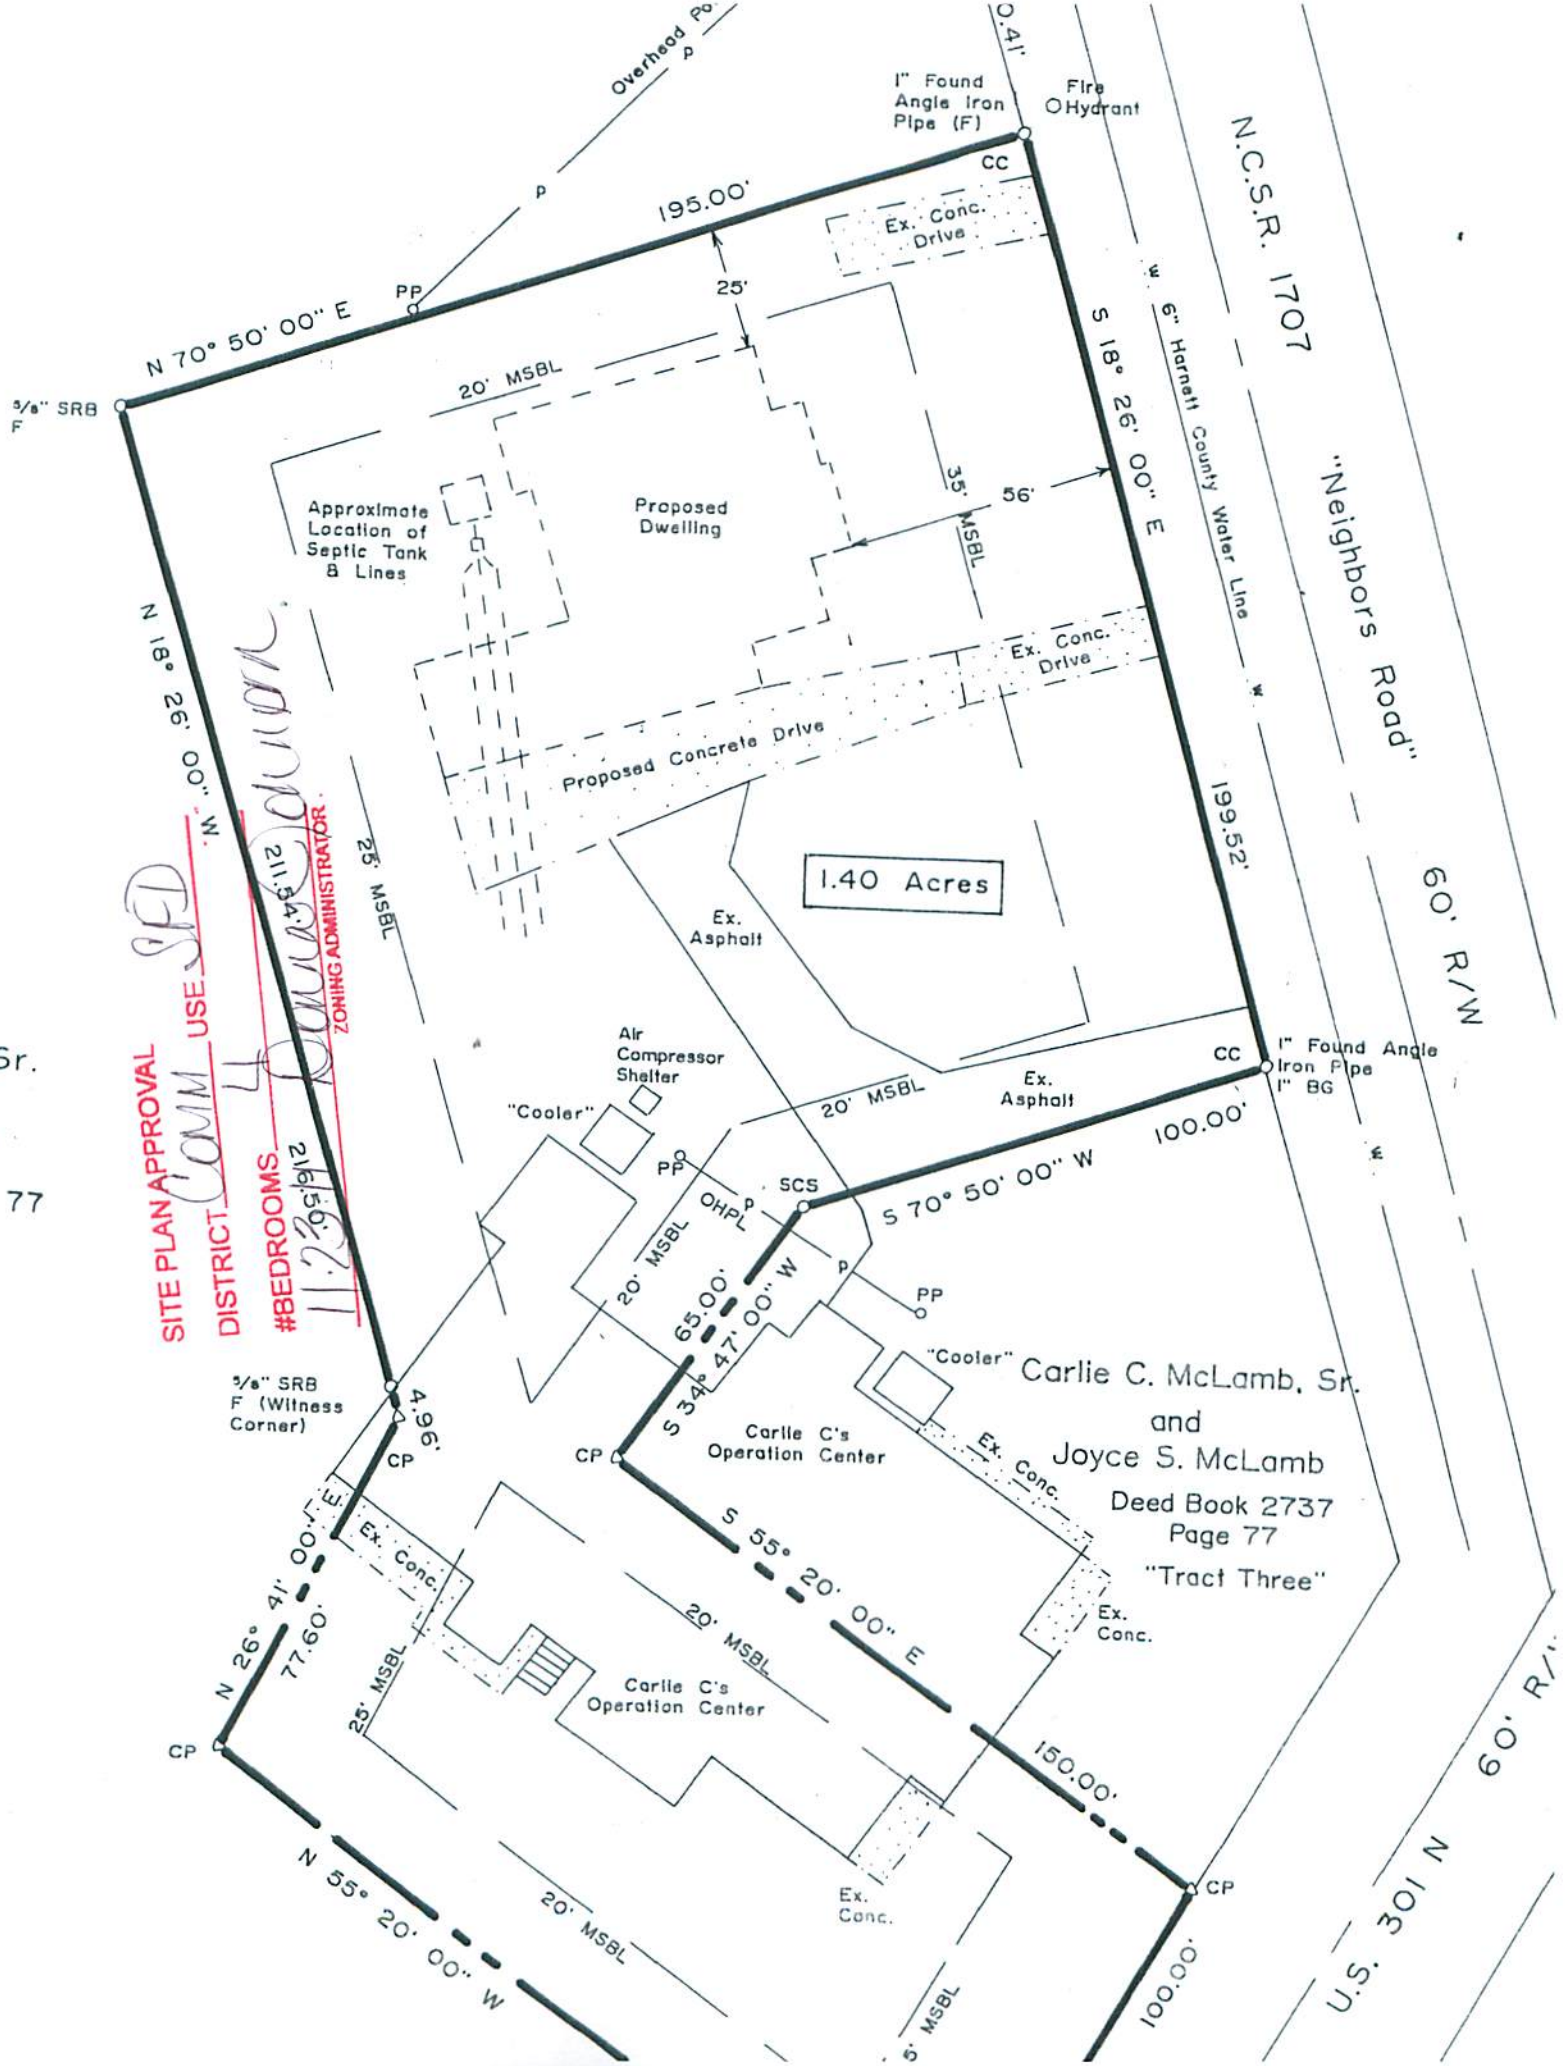 Overhead Po
P
P
0.41'
1" Found
Angle Iron
Pipe (F)
Fire
Hydrant
CC
N.C.S.R. 1707
195.00'
Ex. Conc.
Drive
25'
PP
N 70° 50' 00" E
20' MSBL
5/8" SRB
F
W
6" Harnett County Water Line
W
S 18° 26' 00" E
35' MSBL
56'
Approximate
Location of
Septic Tank
& Lines
Proposed
Dwelling
"Neighbors Road"
Ex. Conc.
Drive
Proposed Concrete Drive
N 18° 26' 00" W
211.54'
25' MSBL
199.52'
1.40 Acres
Ex.
Asphalt
60' R/W
SITE PLAN APPROVAL
DISTRICT Comm USE SFD
#BEDROOMS 4
ZONING ADMINISTRATOR
216.50'
Sr.
77
Air
Compressor
Shelter
"Cooler"
20' MSBL
Ex.
Asphalt
CC
1" Found Angle
Iron Pipe
1" BG
W
100.00'
S 70° 50' 00" W
PP
P
OHPL
SCS
20' MSBL
P
PP
65.00'
S 34° 47' 00" W
5/8" SRB
F (Witness
Corner)
4.96'
CP
CP
"Cooler"
Carlie C. McLamb, Sr.
and
Joyce S. McLamb
Deed Book 2737
Page 77
"Tract Three"
Carlie C's
Operation Center
Ex. Conc.
Ex.
Conc.
S 55° 20' 00" E
150.00'
Ex. Conc.
N 26° 41' 00" E
77.60'
20' MSBL
25' MSBL
Carlie C's
Operation Center
CP
N 55° 20' 00" W
20' MSBL
Ex.
Conc.
CP
100.00'
5' MSBL
U.S. 301 N
60' R/W